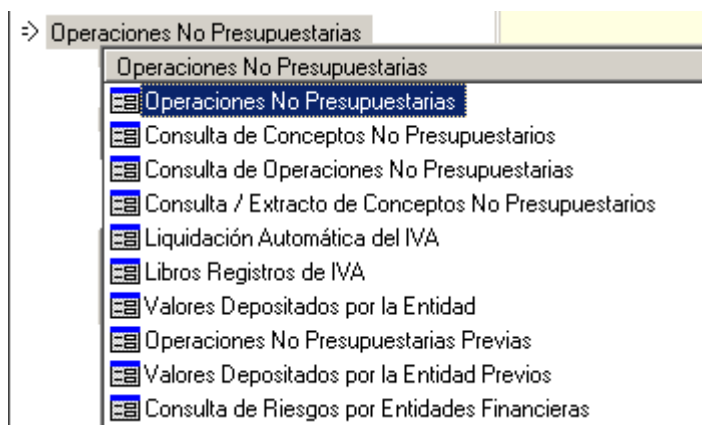 Operaciones No Presupuestarias
Operaciones No Presupuestarias
Operaciones No Presupuestarias
Consulta de Conceptos No Presupuestarios
Consulta de Operaciones No Presupuestarias
Consulta / Extracto de Conceptos No Presupuestarios
Liquidación Automática del IVA
Libros Registros de IVA
Valores Depositados por la Entidad
Operaciones No Presupuestarias Previas
Valores Depositados por la Entidad Previos
Consulta de Riesgos por Entidades Financieras